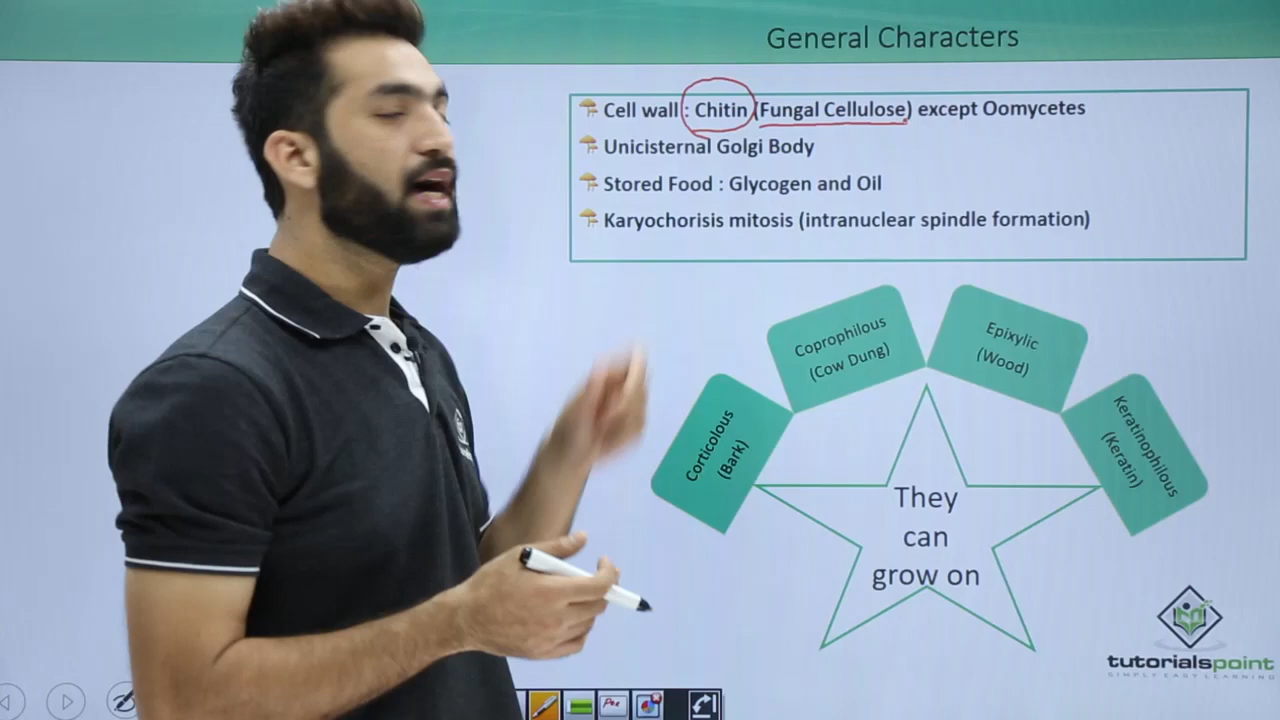 General Characters
Cell wall : Chitin (Fungal Cellulose) except Oomycetes
Unicisternal Golgi Body
Stored Food : Glycogen and Oil
Karyochorisis mitosis (intranuclear spindle formation)
Corticolous
(Bark)
Coprophilous
(Cow Dung)
Epixylic
(Wood)
Keratinophilous
(Keratin)
They
can
grow on
tutorialspoint
SIMPLY EASY LEARNING
Pen